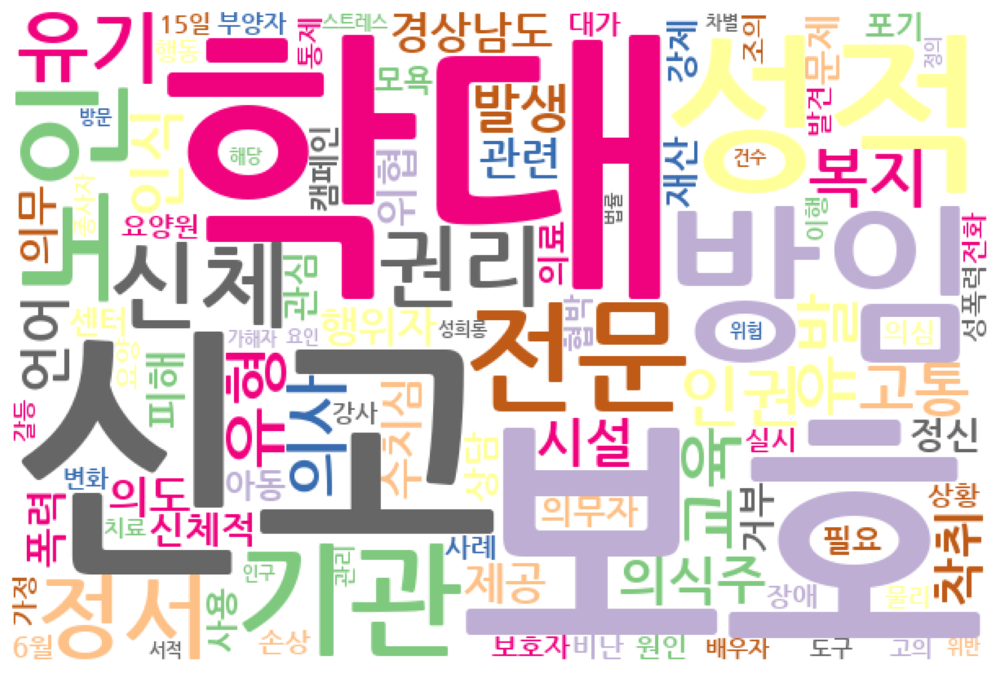 유기
15일
부양자
스트레스
행동
통제
경상남도
대가
차별
강제
조의
문제
포기
정의
학대
성적
모욕
발생
발견
노인
방문
인식
해당
캠페인
위협
관련
재산
건수
복지
법률
의무
종사자
요양원
이행
전화
신체
관심
권리
의료
방임
성폭력
언어
센터
요양
가해자
요인
행위자
성희롱
협박
전문
위험
유발
의심
신고
피해
유형
의사
강사
수치심
인권
고통
갈등
변화
의도
아동
상담
시설
교육
실시
정신
폭력
치료
신체적
사례
보호
의무자
거부
필요
상황
착취
가정
정서
6월
서적
사용
인구
기관
관리
손상
제공
의식주
장애
물리
보호자
비난
원인
배우자
도구
고의
위반